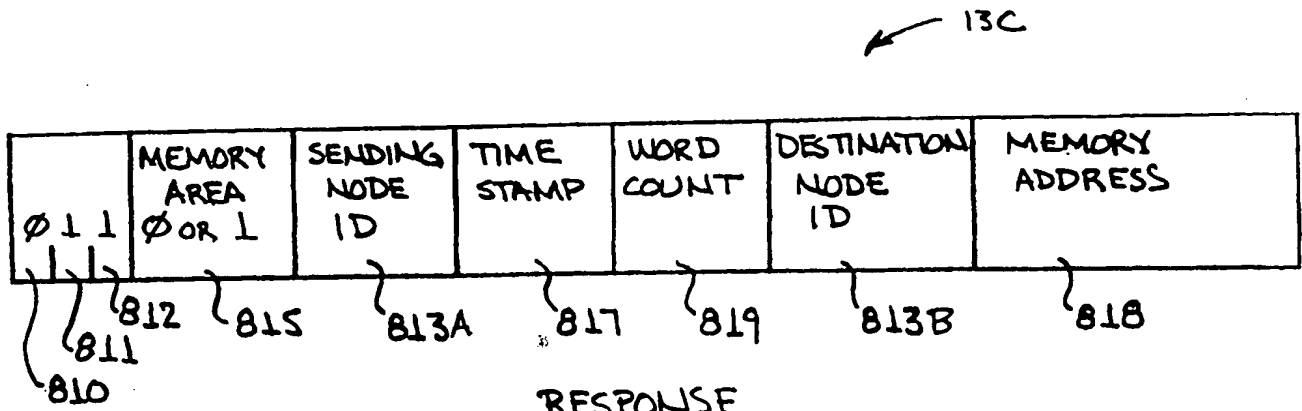 13C
MEMORY
AREA
Ø OR 1
SENDING
NODE
ID
TIME
STAMP
WORD
COUNT
DESTINATION
NODE
ID
MEMORY
ADDRESS
Ø 1 1
810
811
812
815
813A
817
819
813B
818
RESPONSE